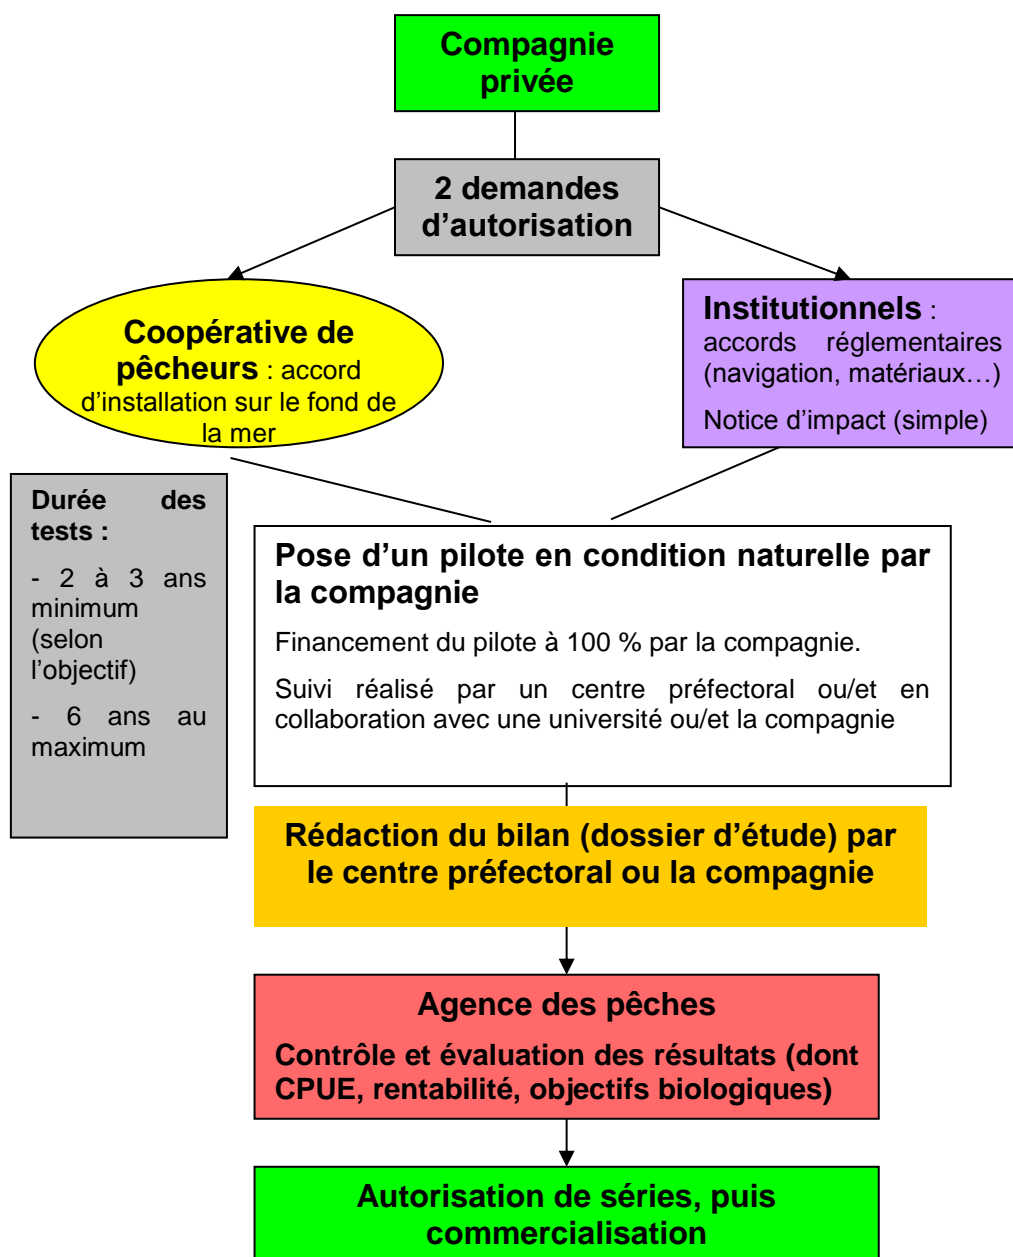 Compagnie
privée
2 demandes
d'autorisation
Coopérative de
pêcheurs : accord
d'installation sur le fond de
la mer
Institutionnels :
accords réglementaires
(navigation, matériaux…)
Notice d'impact (simple)
Durée des
tests :
- 2 à 3 ans
minimum
(selon
l'objectif)
- 6 ans au
maximum
Pose d'un pilote en condition naturelle par
la compagnie
Financement du pilote à 100 % par la compagnie.
Suivi réalisé par un centre préfectoral ou/et en
collaboration avec une université ou/et la compagnie
Rédaction du bilan (dossier d'étude) par
le centre préfectoral ou la compagnie
Agence des pêches
Contrôle et évaluation des résultats (dont
CPUE, rentabilité, objectifs biologiques)
Autorisation de séries, puis
commercialisation